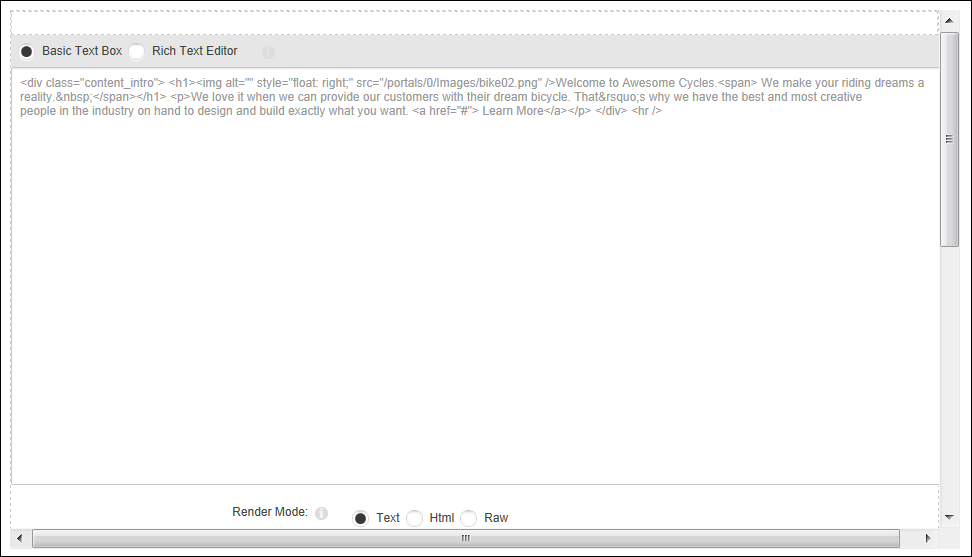 Basic Text Box Rich Text Editor
<div class="content_intro"> <h1><img alt="" style="float: right;" src="/portals/0/Images/bike02.png" />Welcome to Awesome Cycles.<span> We make your riding dreams a
reality.&nbsp;</span></h1> <p>We love it when we can provide our customers with their dream bicycle. That&rsquo;s why we have the best and most creative
people in the industry on hand to design and build exactly what you want. <a href="#"> Learn More</a></p> </div> <hr />
Render Mode: Text Html Raw